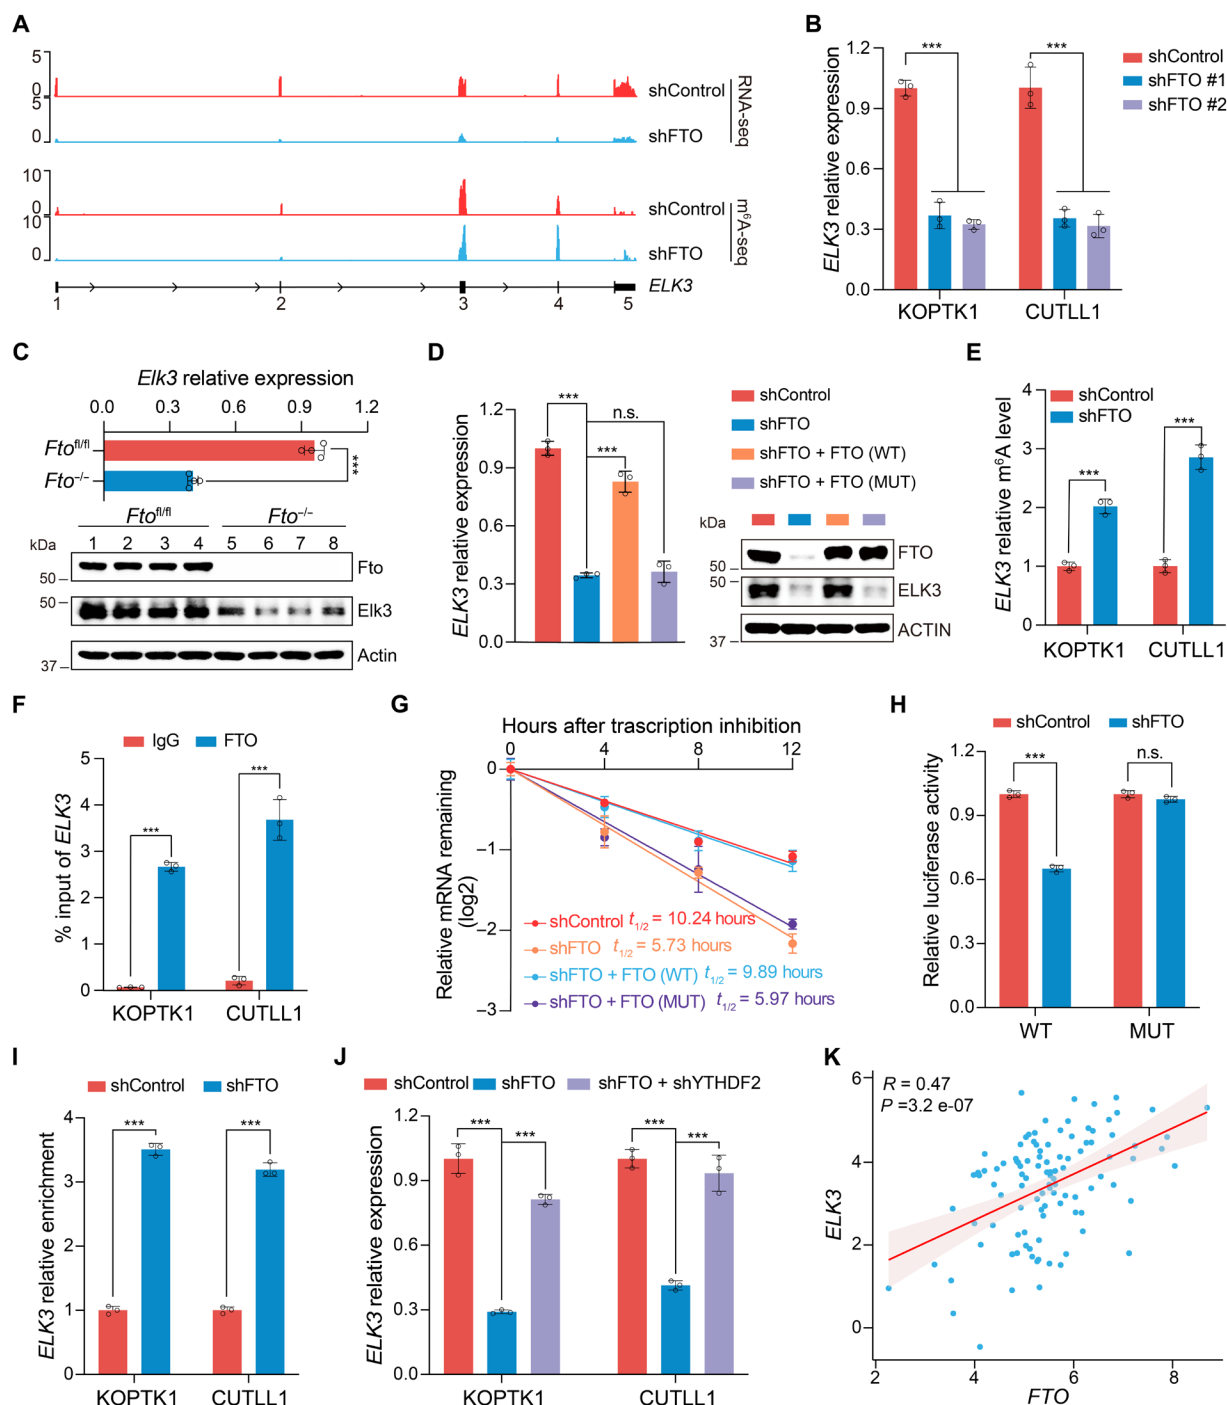 A
5
0
shControl
5
0
shFTO
RNA-seq
10
0
shControl
10
0
shFTO
m⁶A-seq
ELK3
1 2 3 4 5
B
ELK3 relative expression
1.2
0.9
0.6
0.3
0.0
*** ***
KOPTK1 CUTLL1
shControl
shFTO #1
shFTO #2
C
Elk3 relative expression
0.0 0.3 0.6 0.9 1.2
Fto fl/fl
Fto –/–
***
Fto fl/fl Fto –/–
kDa 1 2 3 4 5 6 7 8
50 Fto
50 Elk3
37 Actin
D
ELK3 relative expression
1.2
0.9
0.6
0.3
0.0
*** n.s.
***
shControl
shFTO
shFTO + FTO (WT)
shFTO + FTO (MUT)
kDa
50 FTO
50 ELK3
37 ACTIN
E
ELK3 relative m⁶A level
4
3
2
1
0
shControl
shFTO
*** ***
KOPTK1 CUTLL1
F
IgG FTO
% input of ELK3
5
4
3
2
1
0
*** ***
KOPTK1 CUTLL1
G
Hours after trascription inhibition
0 4 8 12
Relative mRNA remaining
(log2)
0
−1
−2
−3
shControl t1/2 = 10.24 hours
shFTO t1/2 = 5.73 hours
shFTO + FTO (WT) t1/2 = 9.89 hours
shFTO + FTO (MUT) t1/2 = 5.97 hours
H
shControl shFTO
Relative luciferase activity
1.2
0.9
0.6
0.3
0.0
*** n.s.
WT MUT
I
shControl shFTO
ELK3 relative enrichment
4
3
2
1
0
*** ***
KOPTK1 CUTLL1
J
shControl shFTO shFTO + shYTHDF2
ELK3 relative expression
1.2
0.9
0.6
0.3
0.0
*** *** *** ***
KOPTK1 CUTLL1
K
R = 0.47
P =3.2 e-07
ELK3
6
4
2
0
2 4 6 8
FTO